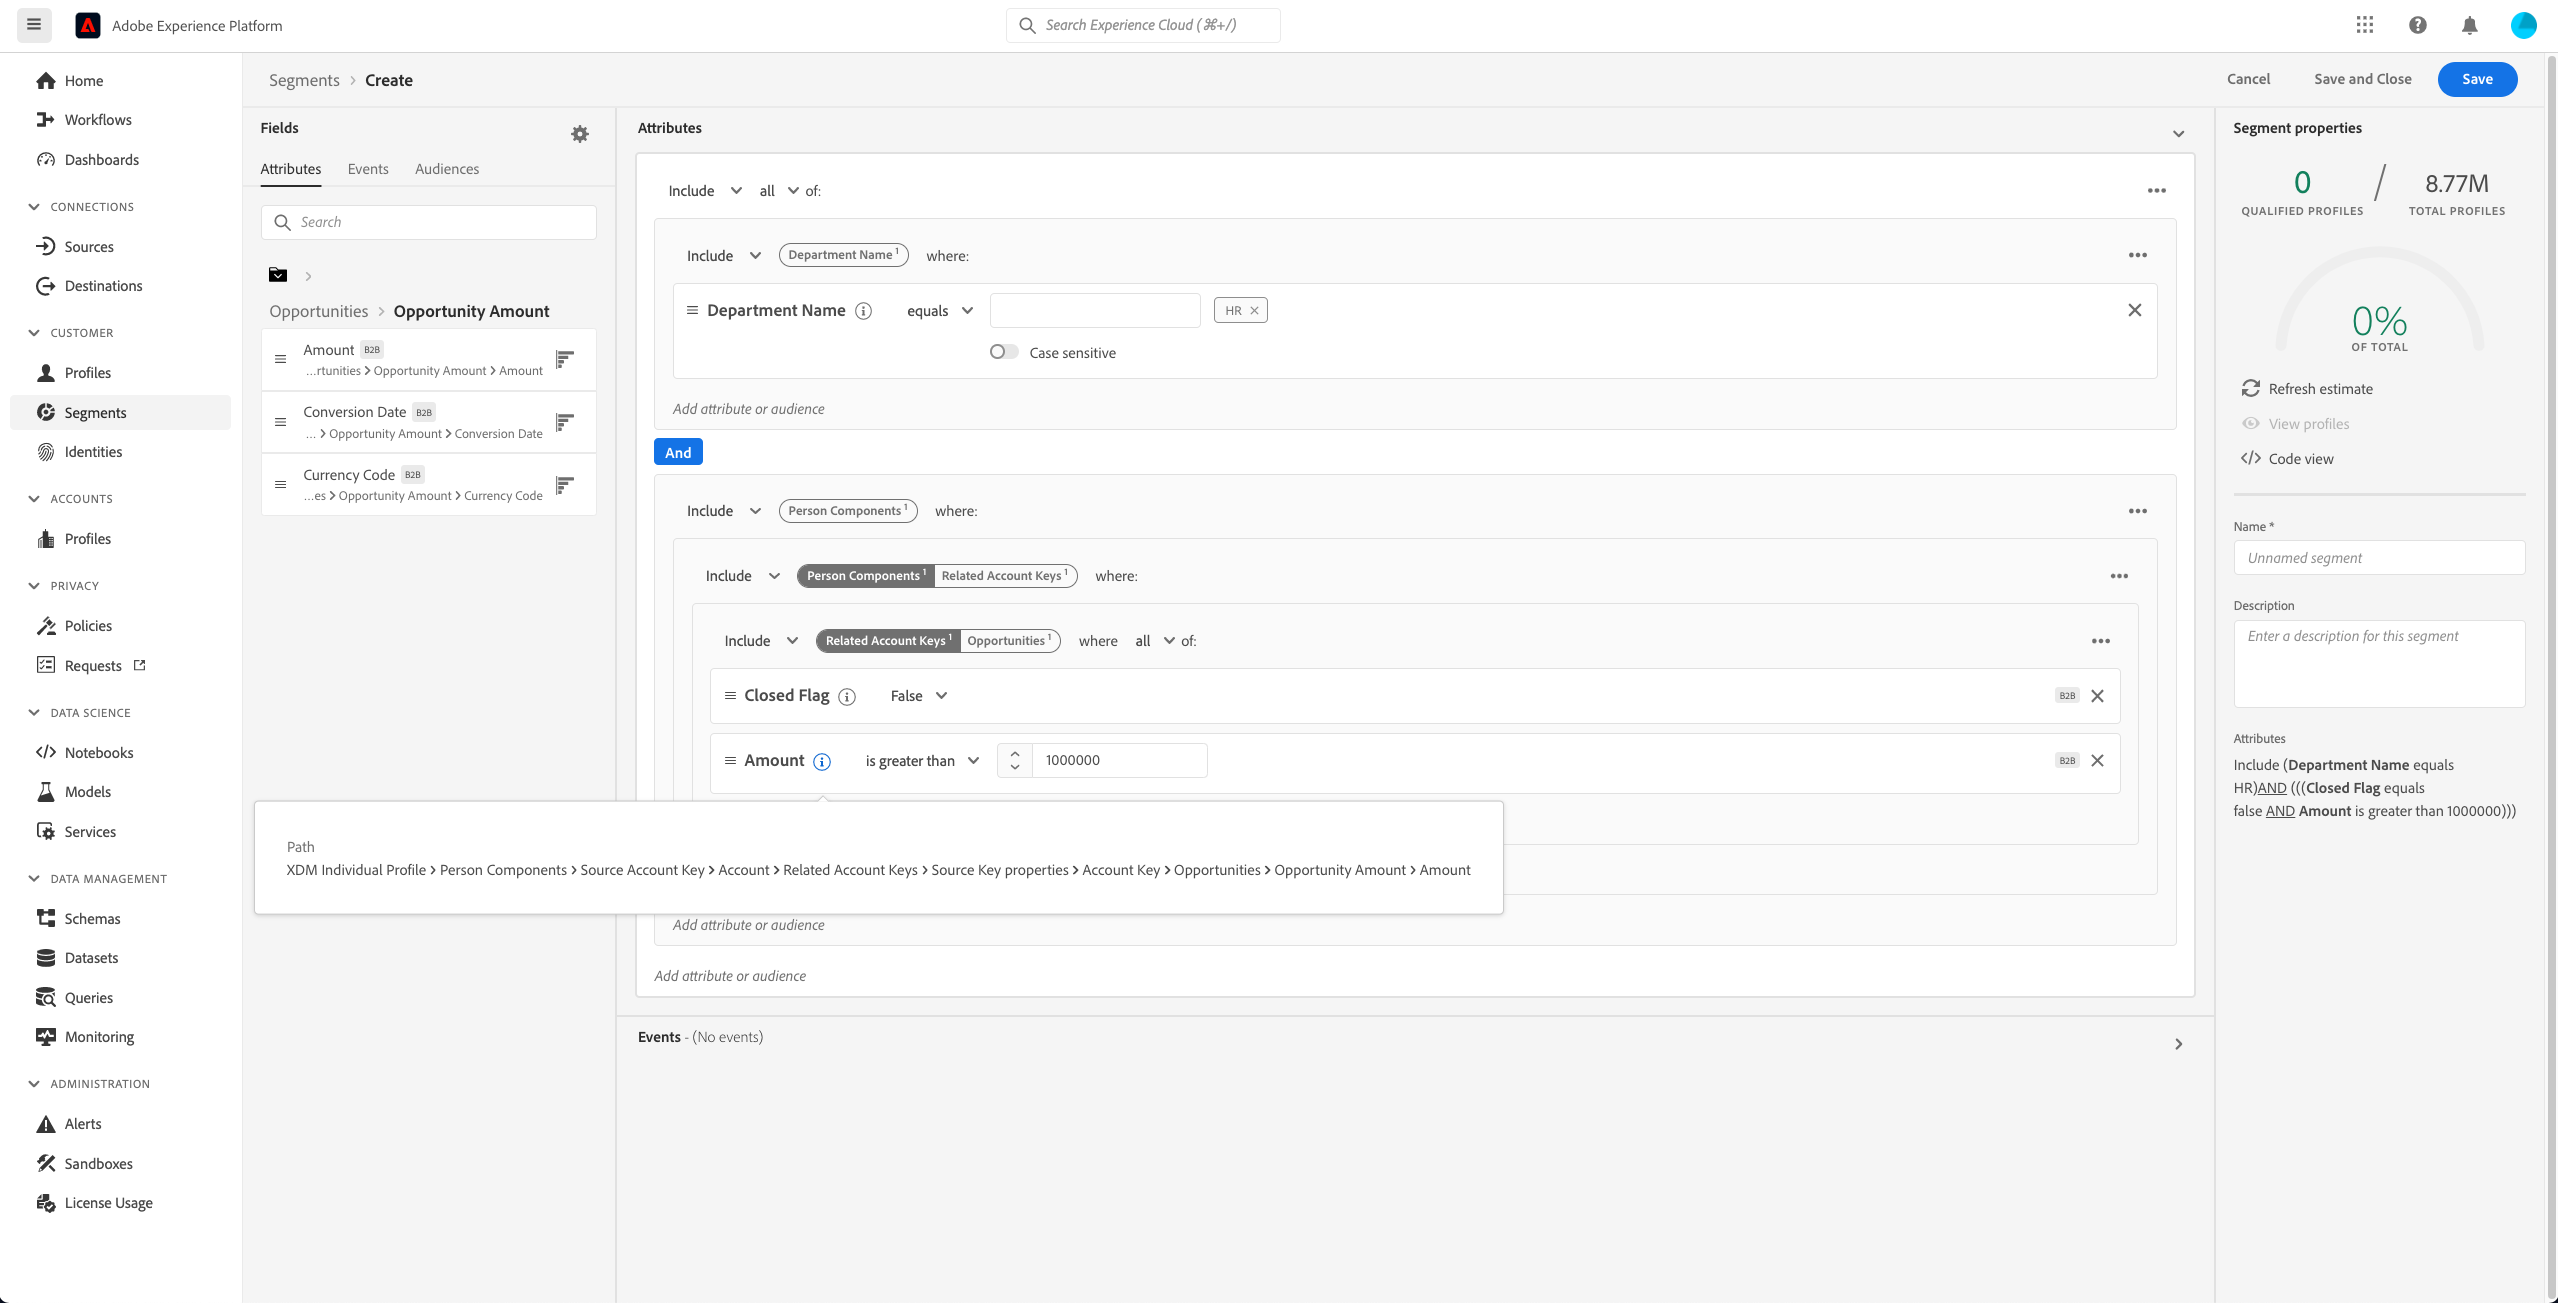 Adobe Experience Platform
Search Experience Cloud (⌘+/)
Home
Workflows
Dashboards
CONNECTIONS
Sources
Destinations
CUSTOMER
Profiles
Segments
Identities
ACCOUNTS
Profiles
PRIVACY
Policies
Requests
DATA SCIENCE
Notebooks
Models
Services
DATA MANAGEMENT
Schemas
Datasets
Queries
Monitoring
ADMINISTRATION
Alerts
Sandboxes
License Usage
Segments > Create
Cancel
Save and Close
Save
Fields
Attributes
Events
Audiences
Search
Opportunities > Opportunity Amount
Amount B2B
...rtunities > Opportunity Amount > Amount
Conversion Date B2B
... > Opportunity Amount > Conversion Date
Currency Code B2B
...es > Opportunity Amount > Currency Code
Attributes
Include all of:
Include Department Name 1 where:
Department Name equals HR
Case sensitive
Add attribute or audience
And
Include Person Components 1 where:
Include Person Components 1 Related Account Keys 1 where:
Include Related Account Keys 1 Opportunities 1 where all of:
Closed Flag False B2B
Amount is greater than 1000000 B2B
Path
XDM Individual Profile > Person Components > Source Account Key > Account > Related Account Keys > Source Key properties > Account Key > Opportunities > Opportunity Amount > Amount
Add attribute or audience
Add attribute or audience
Events - (No events)
Segment properties
0 / 8.77M
QUALIFIED PROFILES TOTAL PROFILES
0%
OF TOTAL
Refresh estimate
View profiles
Code view
Name *
Unnamed segment
Description
Enter a description for this segment
Attributes
Include (Department Name equals
HR)AND (((Closed Flag equals
false AND Amount is greater than 1000000)))